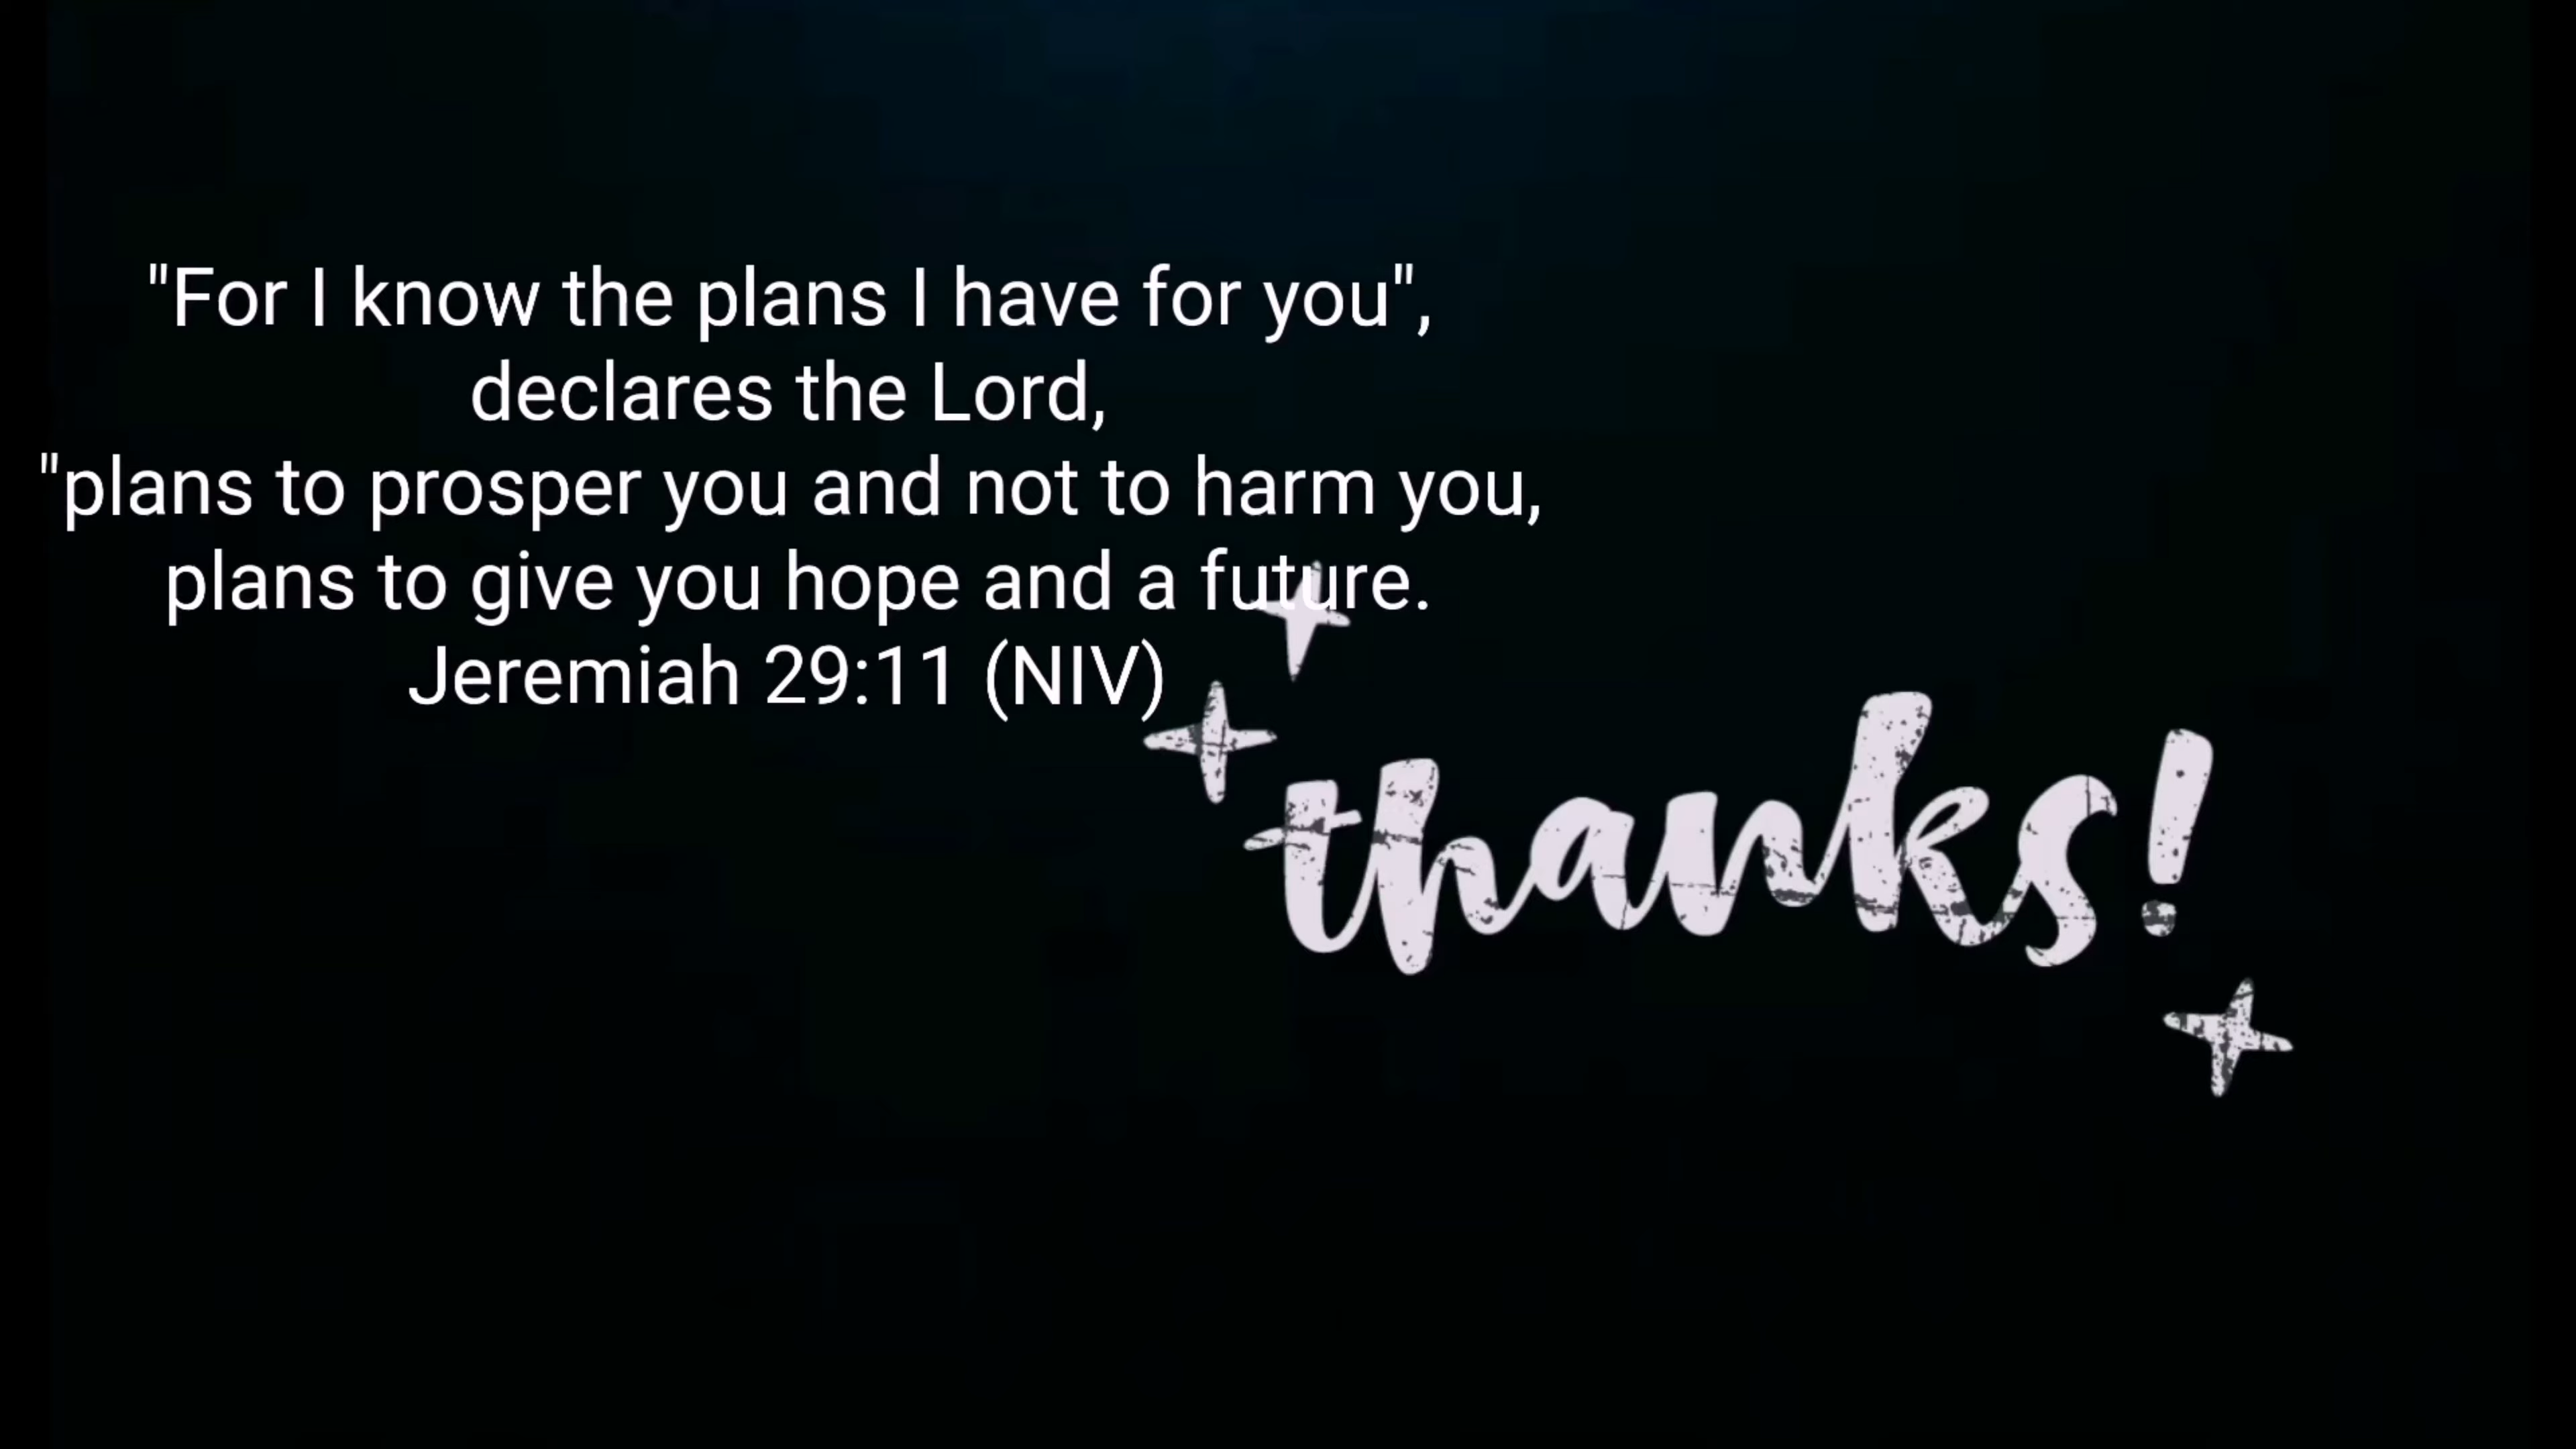 "For I know the plans I have for you",
declares the Lord,
"plans to prosper you and not to harm you,
plans to give you hope and a future.
Jeremiah 29:11 (NIV)
thanks!